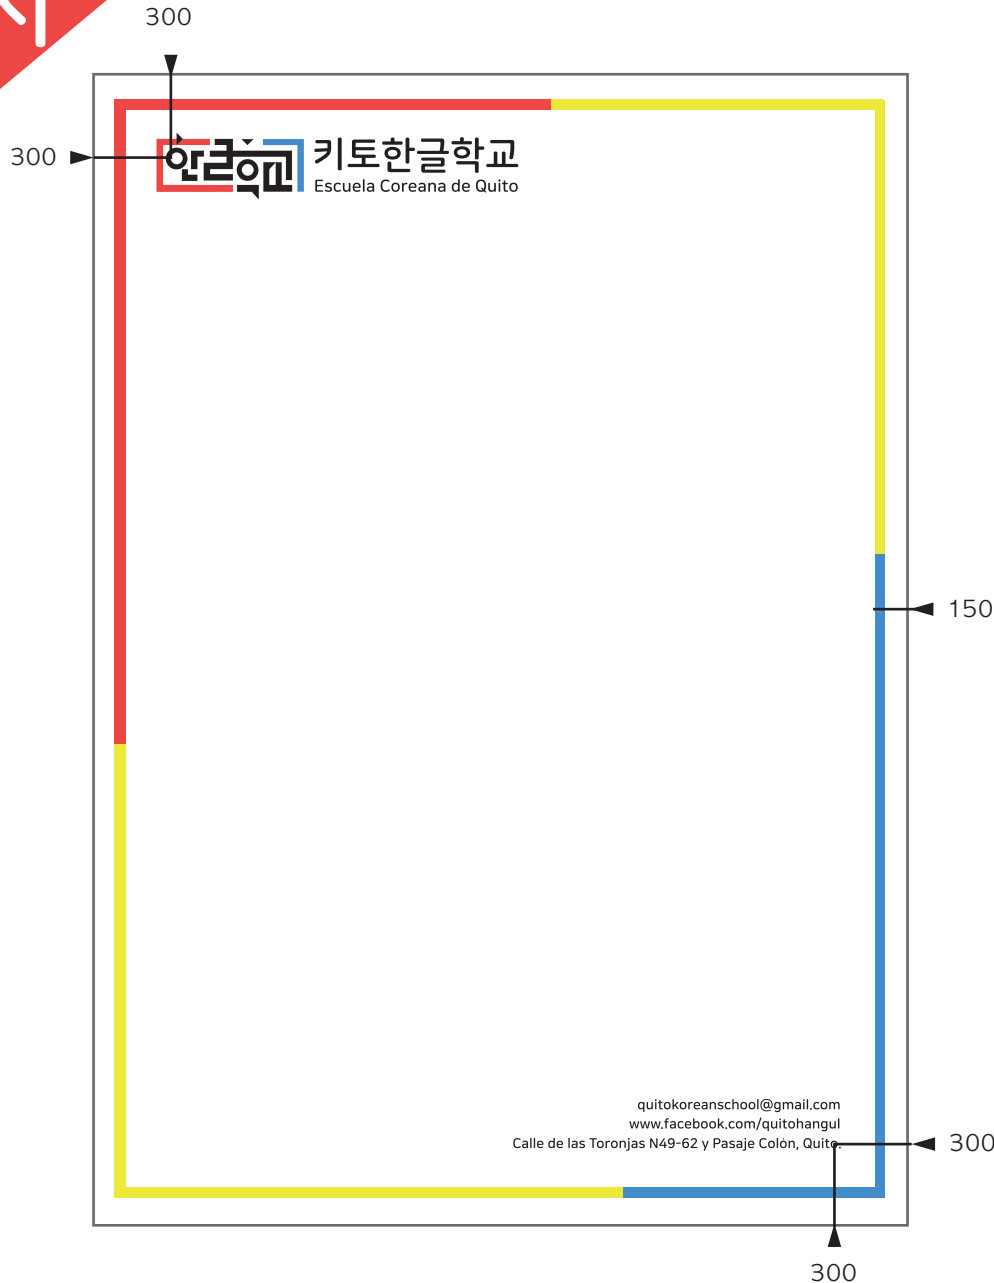 300
300
한글학교
키토한글학교
Escuela Coreana de Quito
150
quitokoreanschool@gmail.com
www.facebook.com/quitohangul
Calle de las Toronjas N49-62 y Pasaje Colón, Quito.
300
300